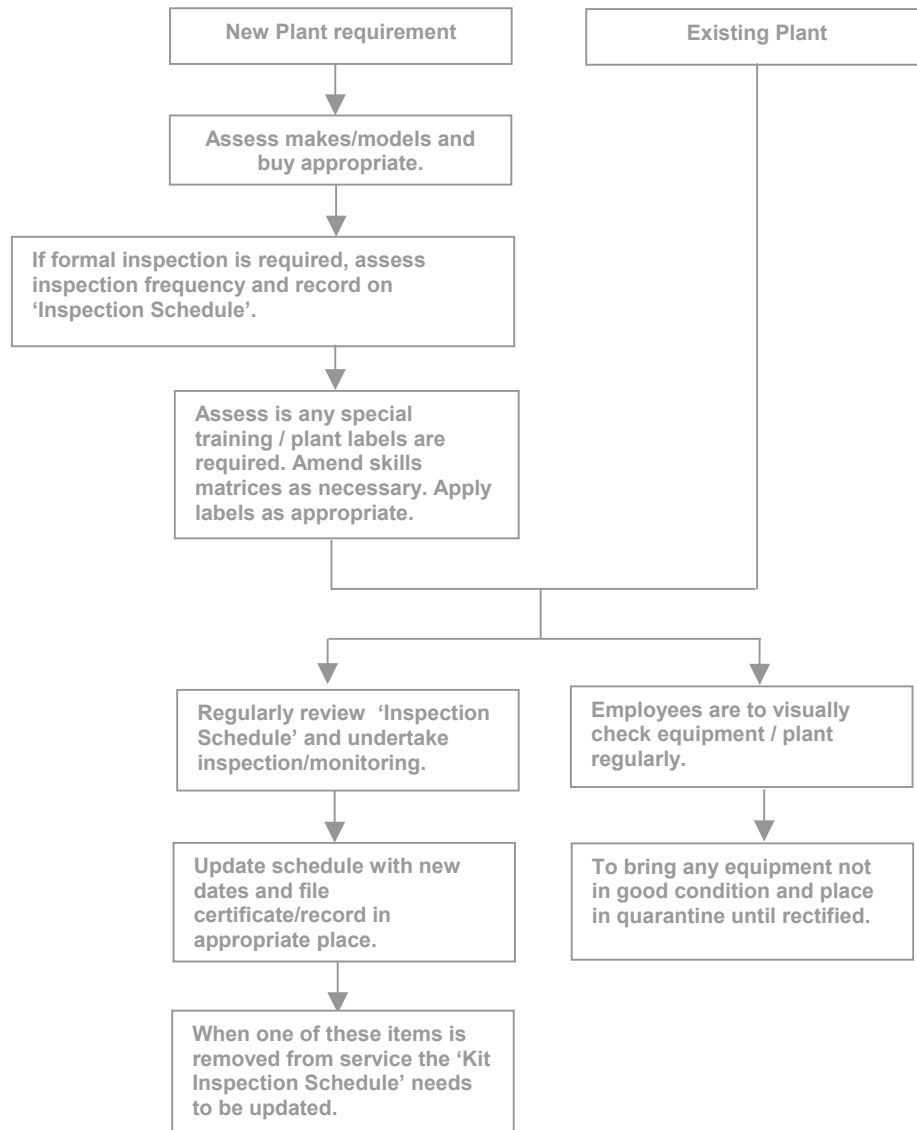 New Plant requirement
Existing Plant
Assess makes/models and
buy appropriate.
If formal inspection is required, assess
inspection frequency and record on
‘Inspection Schedule’.
Assess is any special
training / plant labels are
required. Amend skills
matrices as necessary. Apply
labels as appropriate.
Regularly review ‘Inspection
Schedule’ and undertake
inspection/monitoring.
Employees are to visually
check equipment / plant
regularly.
Update schedule with new
dates and file
certificate/record in
appropriate place.
To bring any equipment not
in good condition and place
in quarantine until rectified.
When one of these items is
removed from service the ‘Kit
Inspection Schedule’ needs
to be updated.